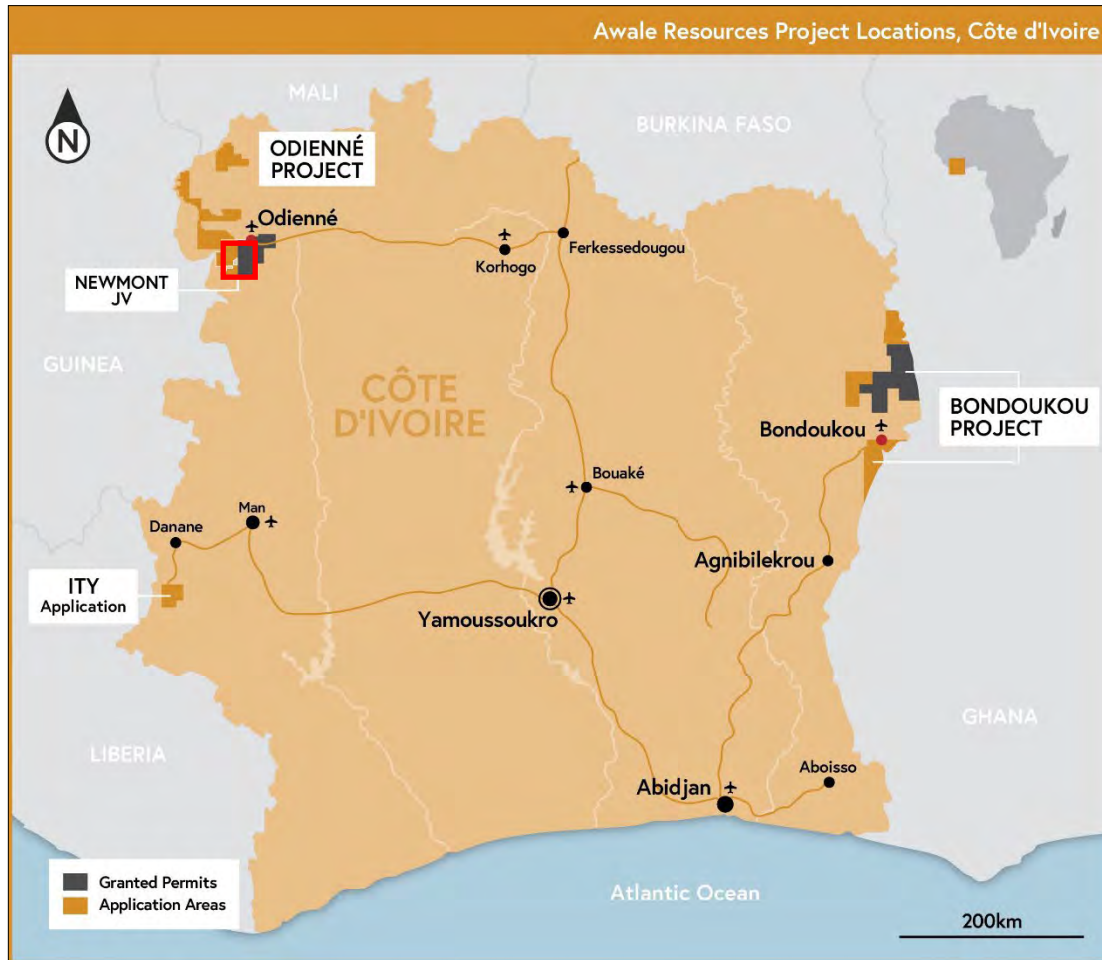 Awale Resources Project Locations, Côte d'Ivoire
MALI
BURKINA FASO
N
ODIENNÉ
PROJECT
Odienné
Korhogo
Ferkessedougou
NEWMONT
JV
GUINEA
CÔTE
D'IVOIRE
BONDOUKOU
PROJECT
Bondoukou
Bouaké
Man
Danane
Agnibilekrou
ITY
Application
Yamoussoukro
GHANA
LIBERIA
Aboisso
Abidjan
Granted Permits
Application Areas
Atlantic Ocean
200km